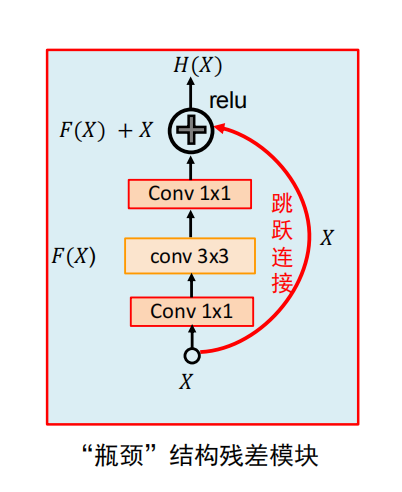 H(X)
relu
F(X) + X
Conv 1x1
跳跃连接
X
conv 3x3
F(X)
Conv 1x1
X
“瓶颈”结构残差模块